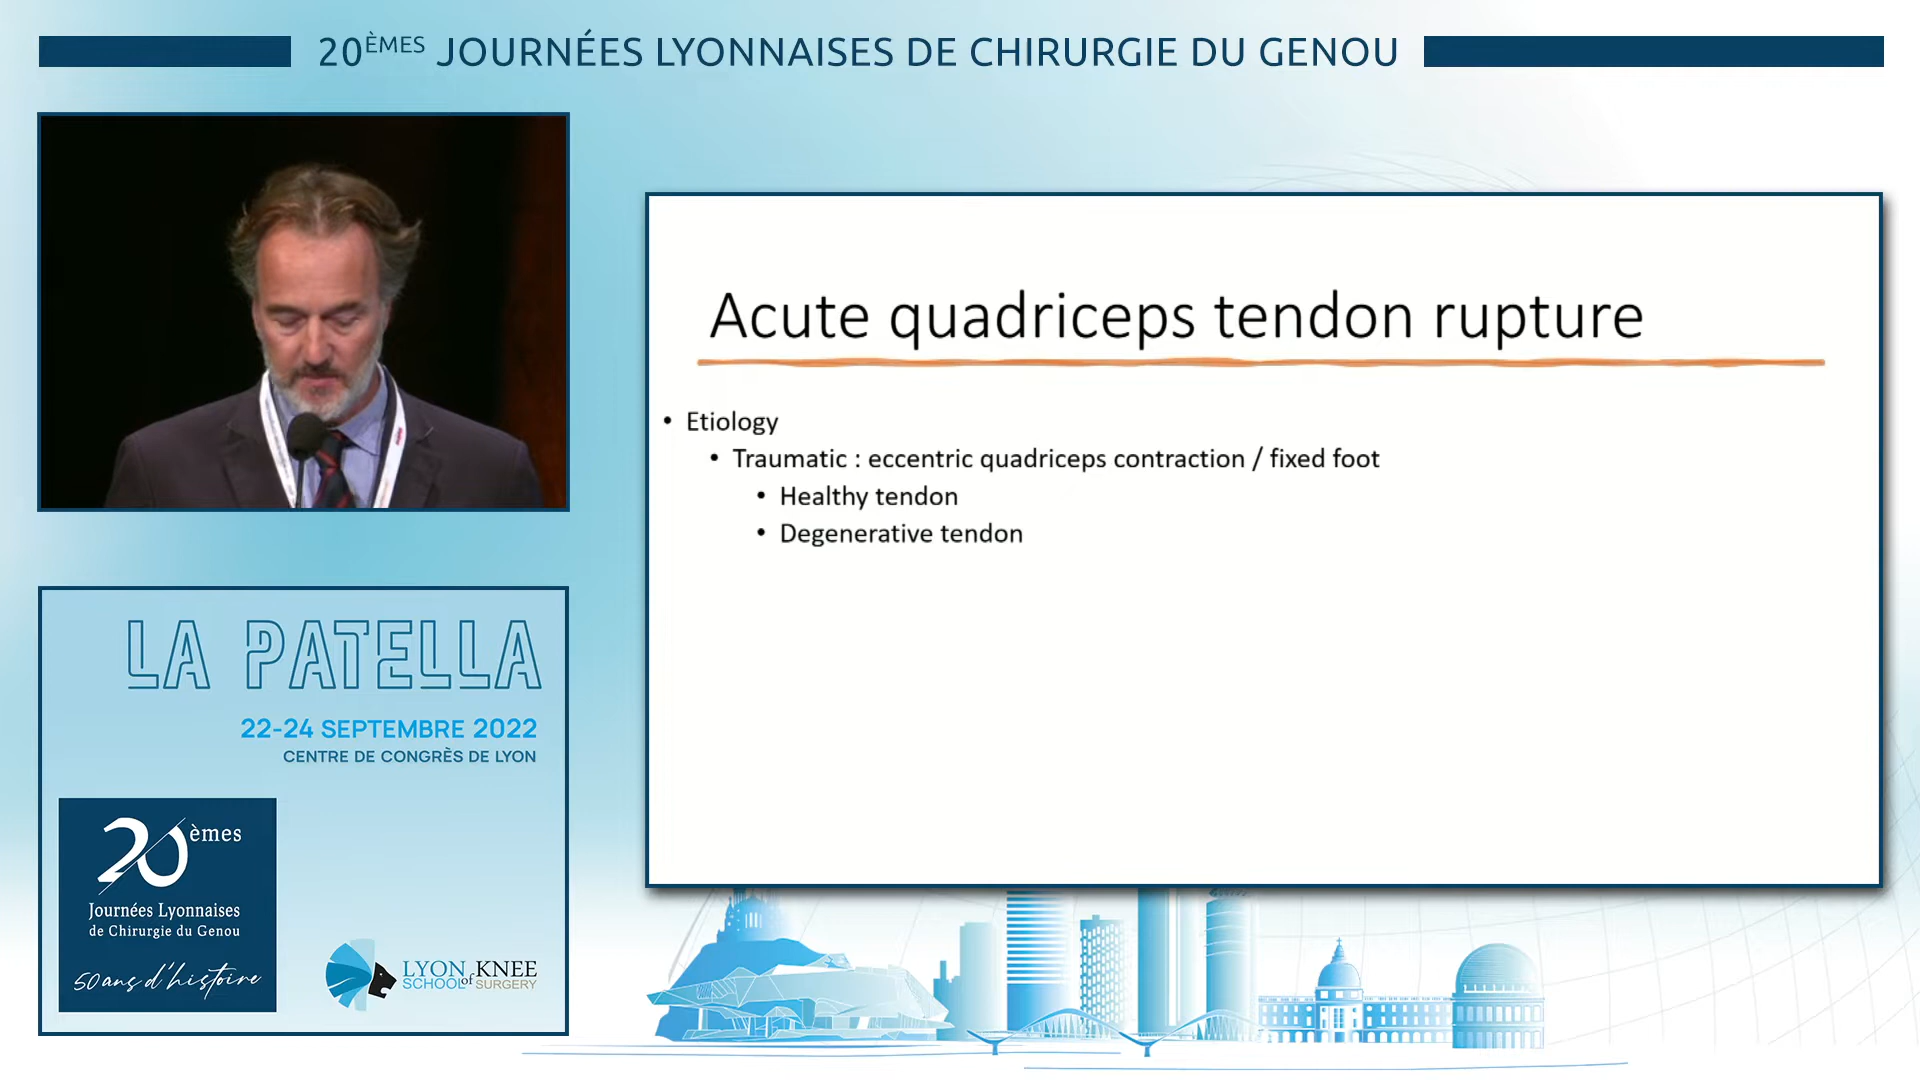 20ÈMES JOURNÉES LYONNAISES DE CHIRURGIE DU GENOU
Acute quadriceps tendon rupture
• Etiology
• Traumatic : eccentric quadriceps contraction / fixed foot
• Healthy tendon
• Degenerative tendon
LA PATELLA
22-24 SEPTEMBRE 2022
CENTRE DE CONGRÈS DE LYON
20èmes
Journées Lyonnaises
de Chirurgie du Genou
50 ans d'histoire
LYON KNEE
SCHOOL of SURGERY